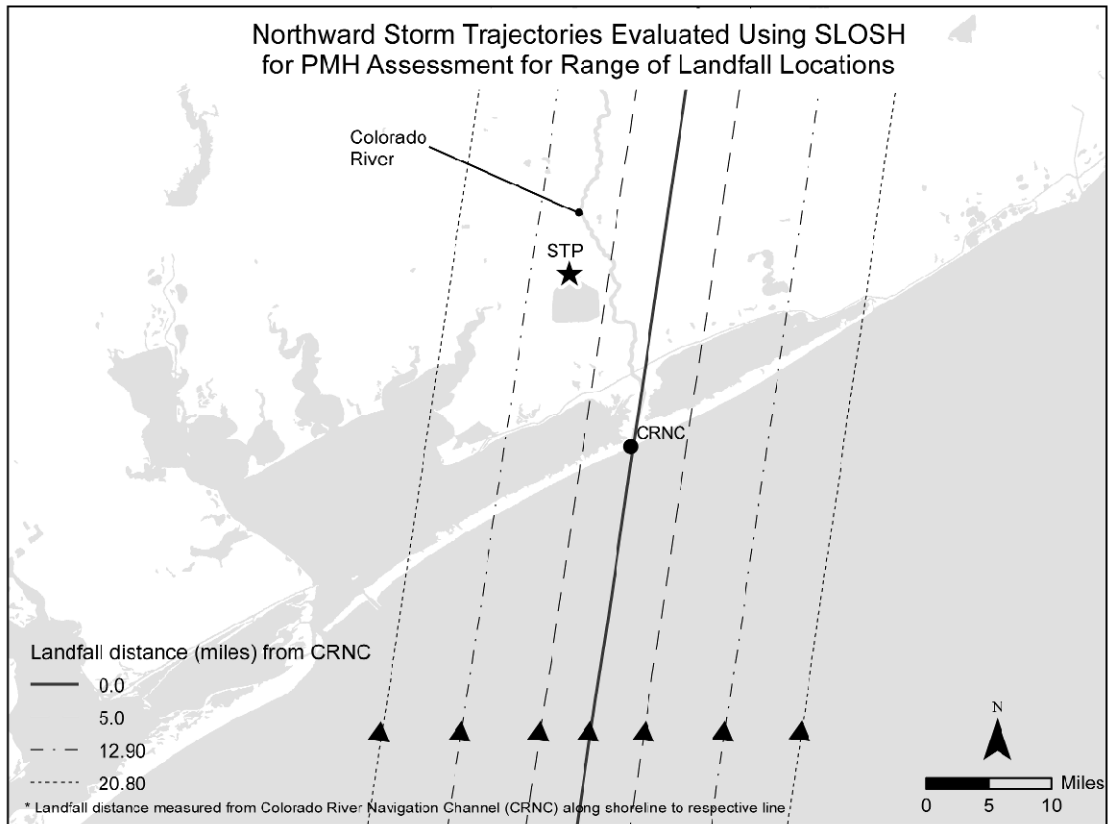 Northward Storm Trajectories Evaluated Using SLOSH
for PMH Assessment for Range of Landfall Locations
Colorado
River
STP
CRNC
Landfall distance (miles) from CRNC
0.0
5.0
12.90
20.80
* Landfall distance measured from Colorado River Navigation Channel (CRNC) along shoreline to respective line
N
Miles
0 5 10